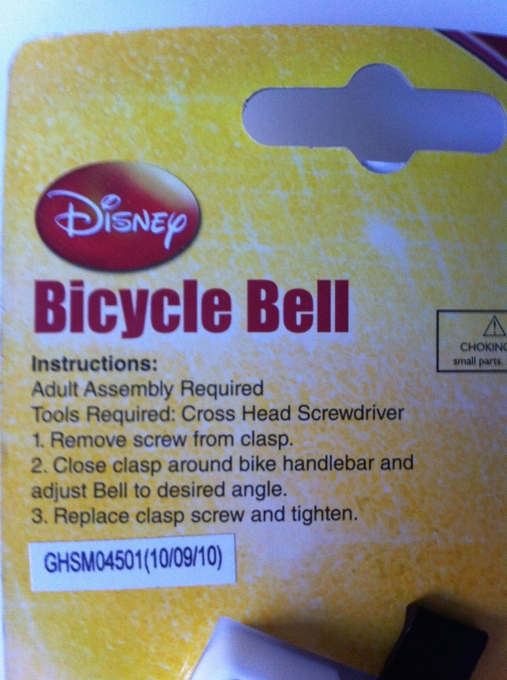 Disney
Bicycle Bell
Instructions:
Adult Assembly Required
Tools Required: Cross Head Screwdriver
1. Remove screw from clasp.
2. Close clasp around bike handlebar and
adjust Bell to desired angle.
3. Replace clasp screw and tighten.
GHSM04501(10/09/10)
small parts.